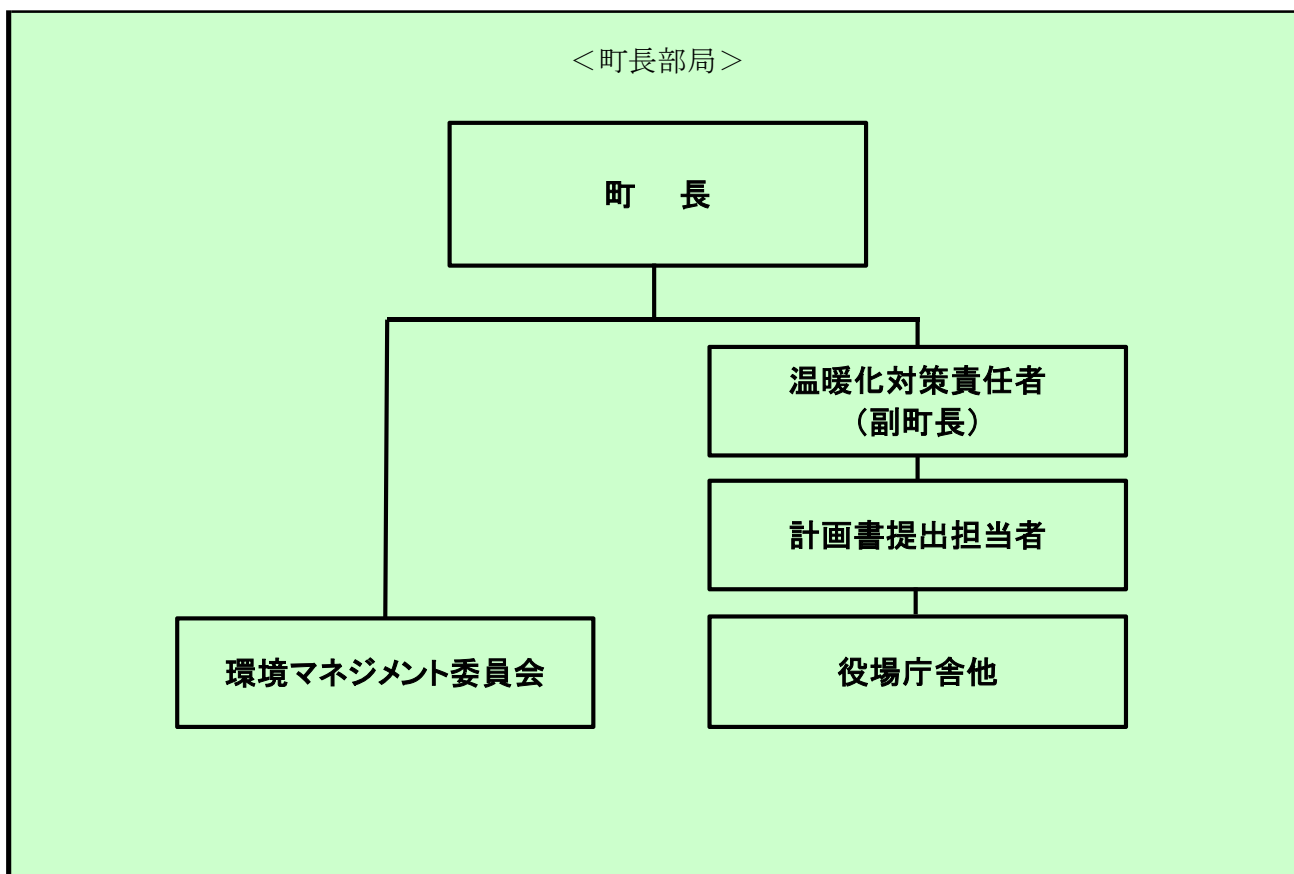 ＜町長部局＞
町　長
温暖化対策責任者
（副町長）
計画書提出担当者
環境マネジメント委員会
役場庁舎他